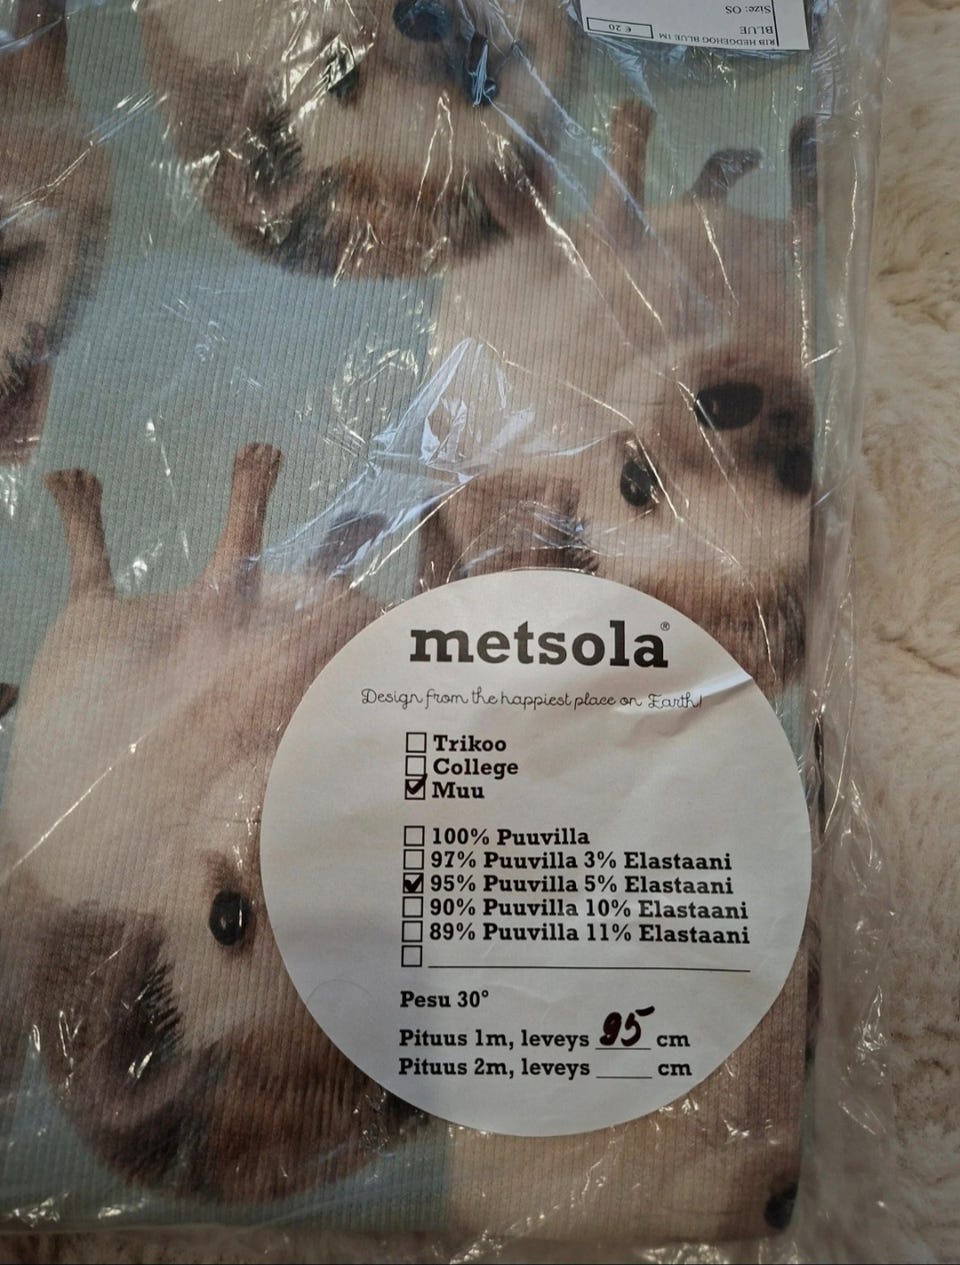 RIB HEDGEHOG BLUE 1M
BLUE
Size: OS
€ 20
metsola®
Design from the happiest place on Earth!
Trikoo
College
Muu
100% Puuvilla
97% Puuvilla 3% Elastaani
95% Puuvilla 5% Elastaani
90% Puuvilla 10% Elastaani
89% Puuvilla 11% Elastaani
Pesu 30°
Pituus 1m, leveys 95 cm
Pituus 2m, leveys ____ cm